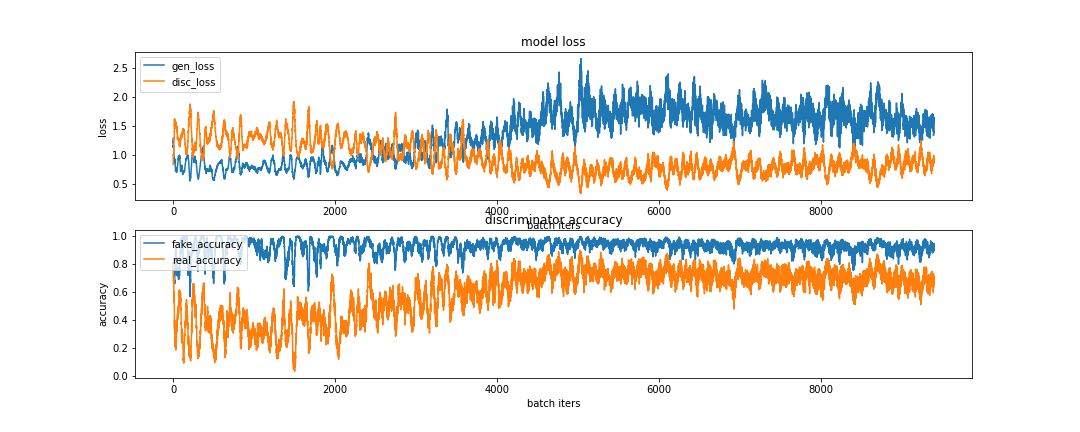 model loss
gen_loss
disc_loss
loss
2.5
2.0
1.5
1.0
0.5
0 2000 4000 6000 8000
batch iters
discriminator accuracy
fake_accuracy
real_accuracy
accuracy
1.0
0.8
0.6
0.4
0.2
0.0
0 2000 4000 6000 8000
batch iters